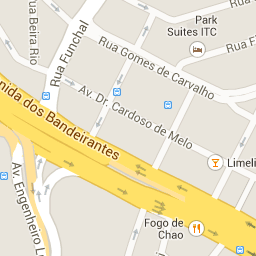 Rua Beira Rio
Rua Funchal
Park
Suites ITC
Rua Gomes de Carvalho
Rua F
Av. Dr. Cardoso de Melo
nida dos Bandeirantes
Limeli
Av. Engenheiro L
Fogo de
Chao